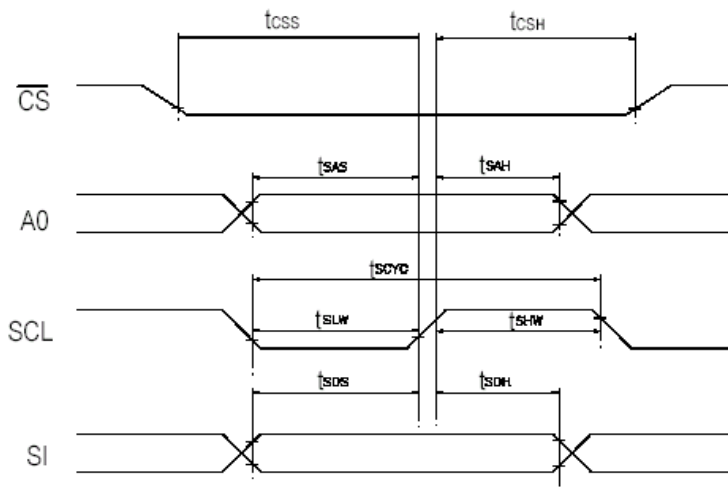 tCSS tCSH
CS
tSAS tSAH
A0
tSCYC
SCL tSLW tSHW
tSDS tSDH
SI